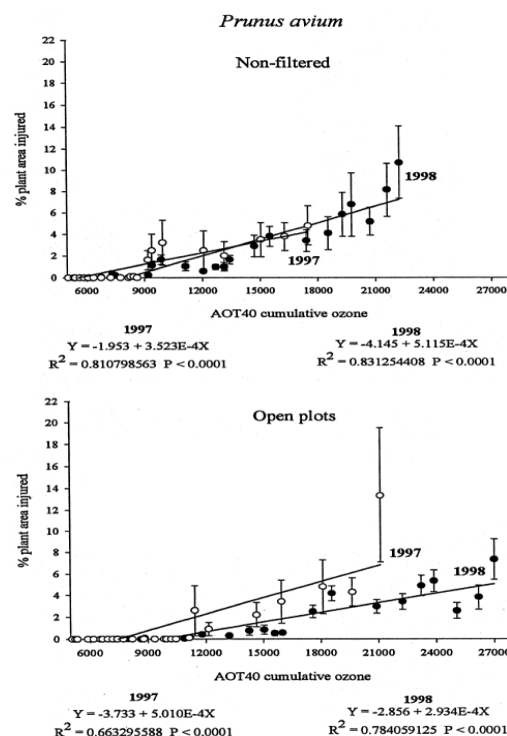 Prunus avium
Non-filtered
22
20
18
16
14
12
10
8
6
4
2
0
% plant area injured
1998
1997
6000 9000 12000 15000 18000 21000 24000 27000
AOT40 cumulative ozone
1997 1998
Y = -1.953 + 3.523E-4X Y = -4.145 + 5.115E-4X
R2 = 0.810798563 P < 0.0001 R2 = 0.831254408 P < 0.0001
Open plots
22
20
18
16
14
12
10
8
6
4
2
0
% plant area injured
1997
1998
6000 9000 12000 15000 18000 21000 24000 27000
AOT40 cumulative ozone
1997 1998
Y = -3.733 + 5.010E-4X Y = -2.856 + 2.934E-4X
R2 = 0.663295588 P < 0.0001 R2 = 0.784059125 P < 0.0001